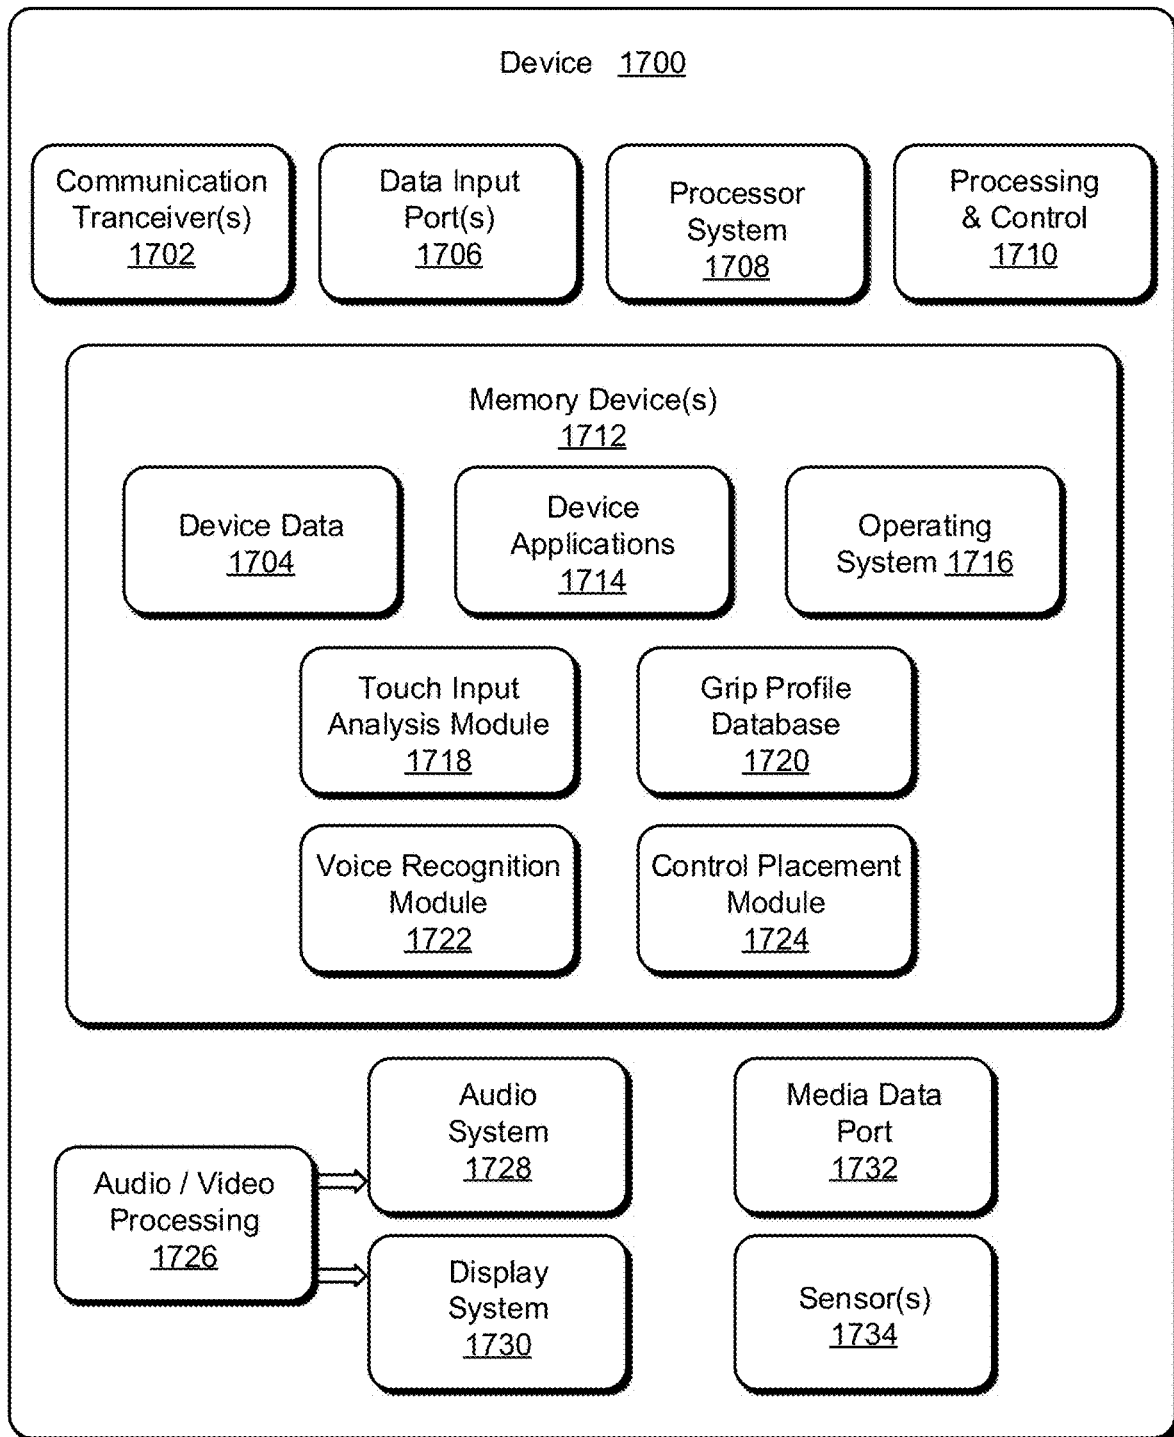 Device 1700
Communication
Tranceiver(s)
1702
Data Input
Port(s)
1706
Processor
System
1708
Processing
& Control
1710
Memory Device(s)
1712
Device Data
1704
Device
Applications
1714
Operating
System 1716
Touch Input
Analysis Module
1718
Grip Profile
Database
1720
Voice Recognition
Module
1722
Control Placement
Module
1724
Audio / Video
Processing
1726
Audio
System
1728
Media Data
Port
1732
Display
System
1730
Sensor(s)
1734